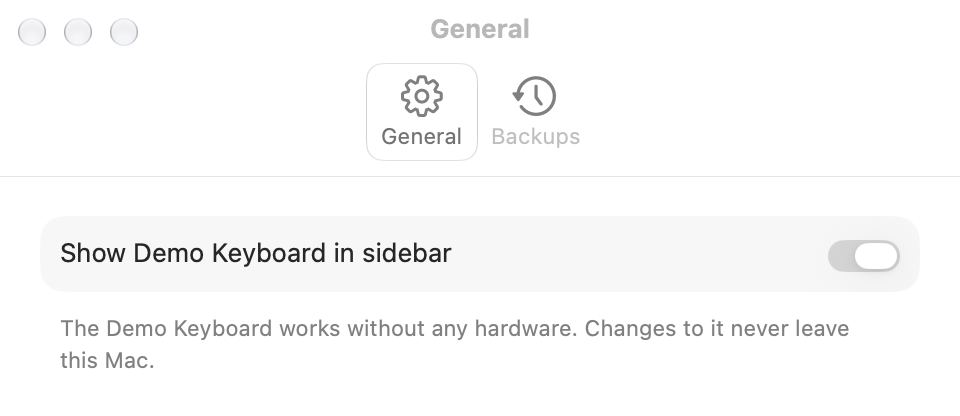 General
General
Backups
Show Demo Keyboard in sidebar
The Demo Keyboard works without any hardware. Changes to it never leave
this Mac.